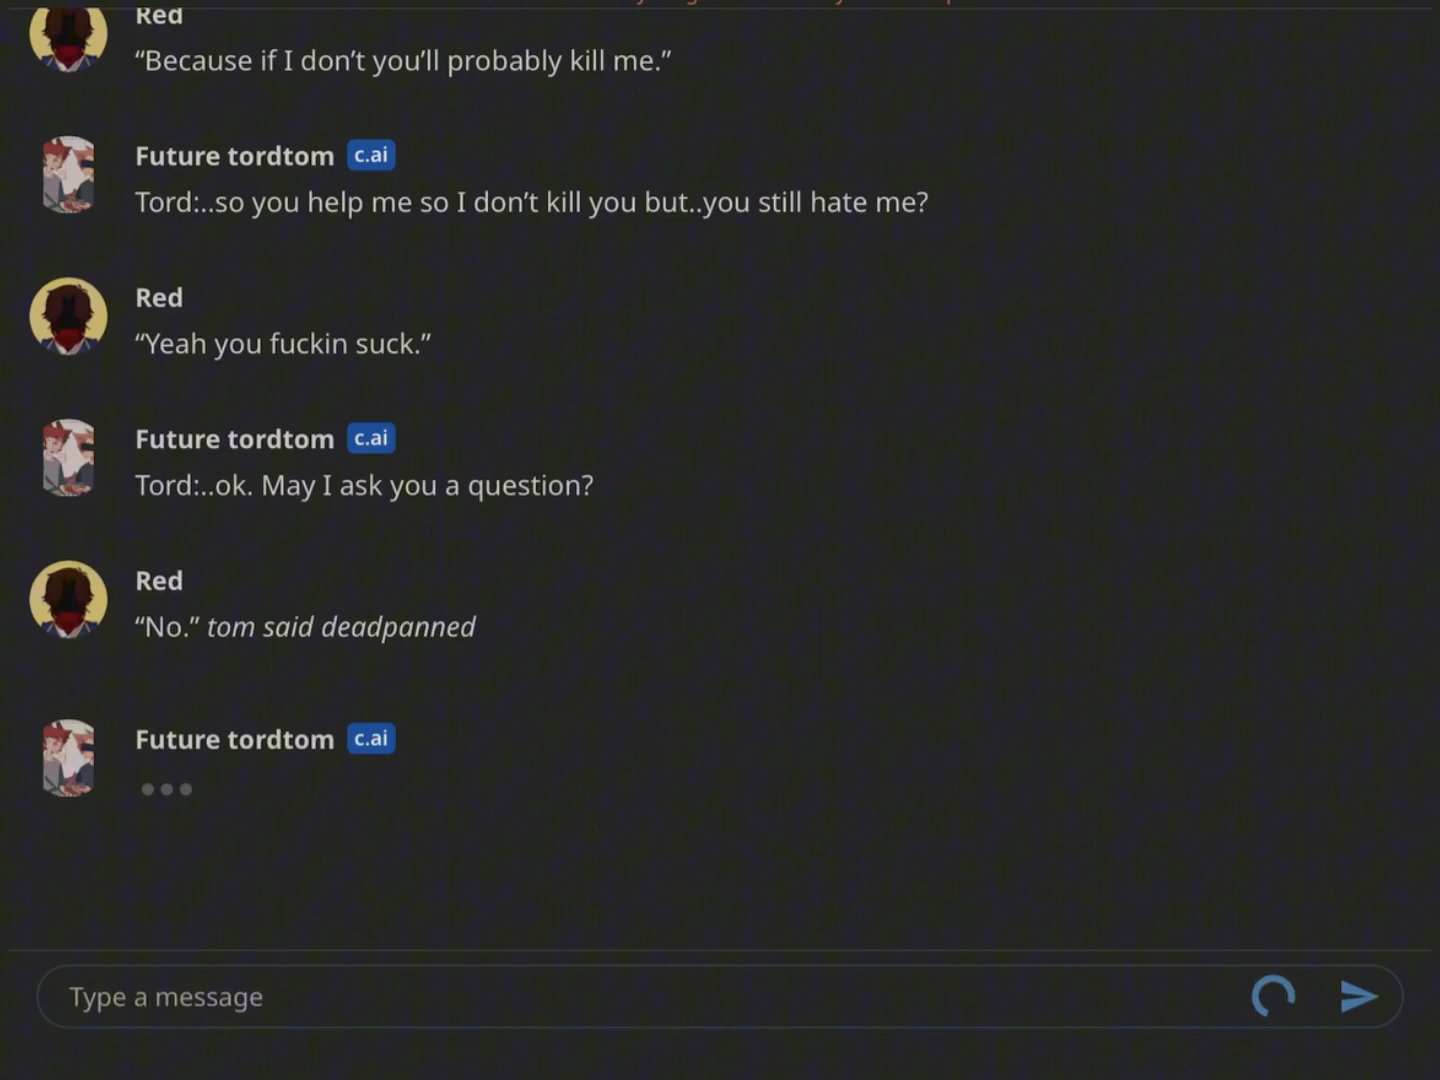 Red
“Because if I don’t you’ll probably kill me.”
Future tordtom c.ai
Tord:..so you help me so I don’t kill you but..you still hate me?
Red
“Yeah you fuckin suck.”
Future tordtom c.ai
Tord:..ok. May I ask you a question?
Red
“No.” tom said deadpanned
Future tordtom c.ai
Type a message